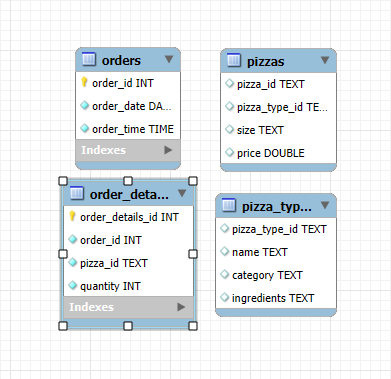 orders
order_id INT
order_date DA...
order_time TIME
Indexes
pizzas
pizza_id TEXT
pizza_type_id TE...
size TEXT
price DOUBLE
order_deta...
order_details_id INT
order_id INT
pizza_id TEXT
quantity INT
Indexes
pizza_typ...
pizza_type_id TEXT
name TEXT
category TEXT
ingredients TEXT